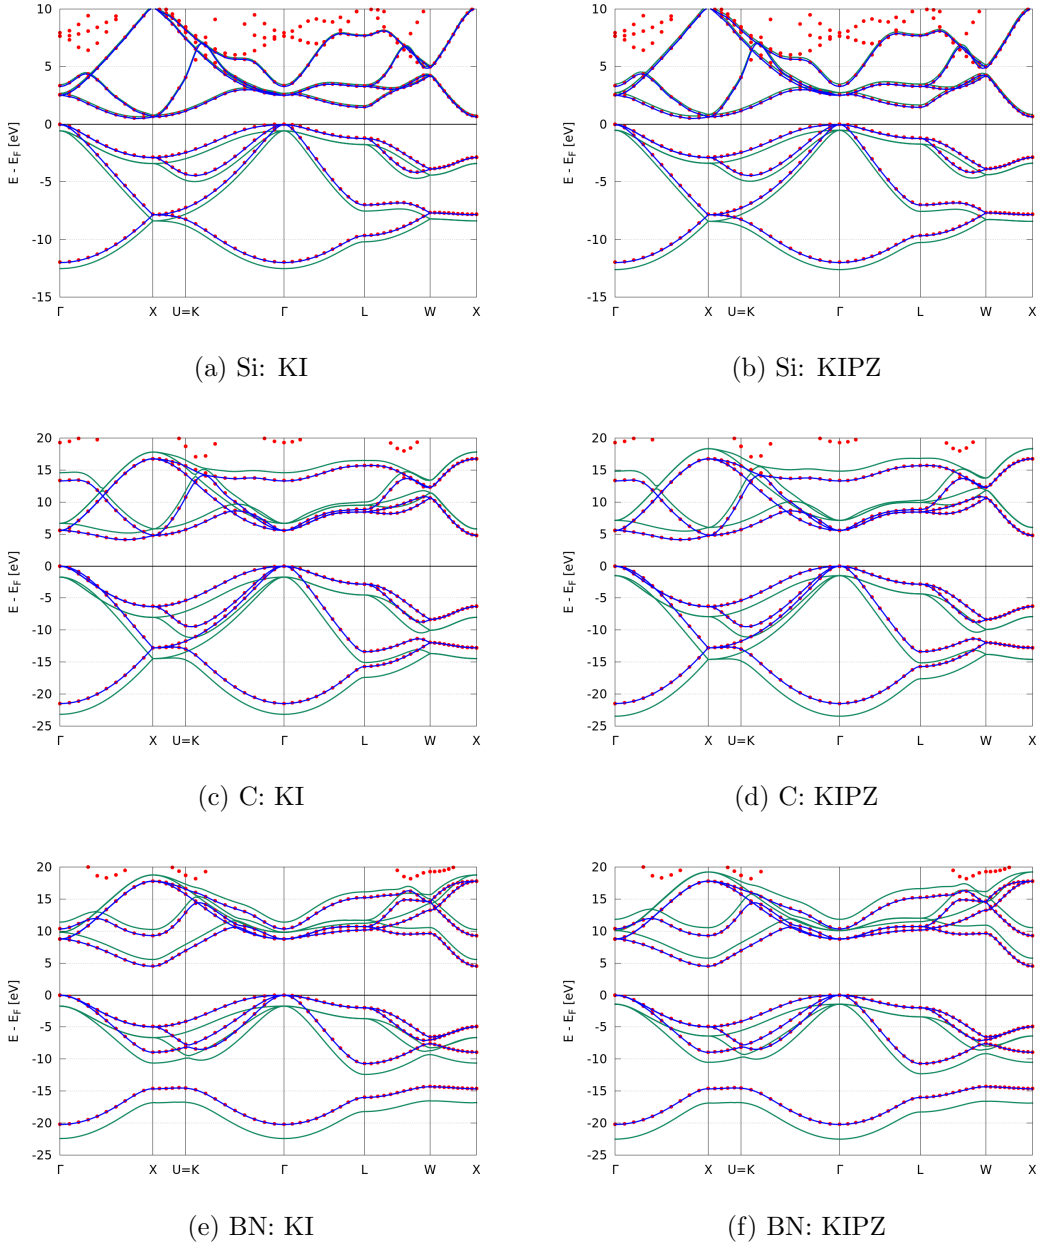 10 10
5 5
0 0
-5 -5
-10 -10
-15 -15
E - E_F [eV] E - E_F [eV]
Γ X U=K Γ L W X Γ X U=K Γ L W X
(a) Si: KI (b) Si: KIPZ
20 20
15 15
10 10
5 5
0 0
-5 -5
-10 -10
-15 -15
-20 -20
-25 -25
E - E_F [eV] E - E_F [eV]
Γ X U=K Γ L W X Γ X U=K Γ L W X
(c) C: KI (d) C: KIPZ
20 20
15 15
10 10
5 5
0 0
-5 -5
-10 -10
-15 -15
-20 -20
-25 -25
E - E_F [eV] E - E_F [eV]
Γ X U=K Γ L W X Γ X U=K Γ L W X
(e) BN: KI (f) BN: KIPZ